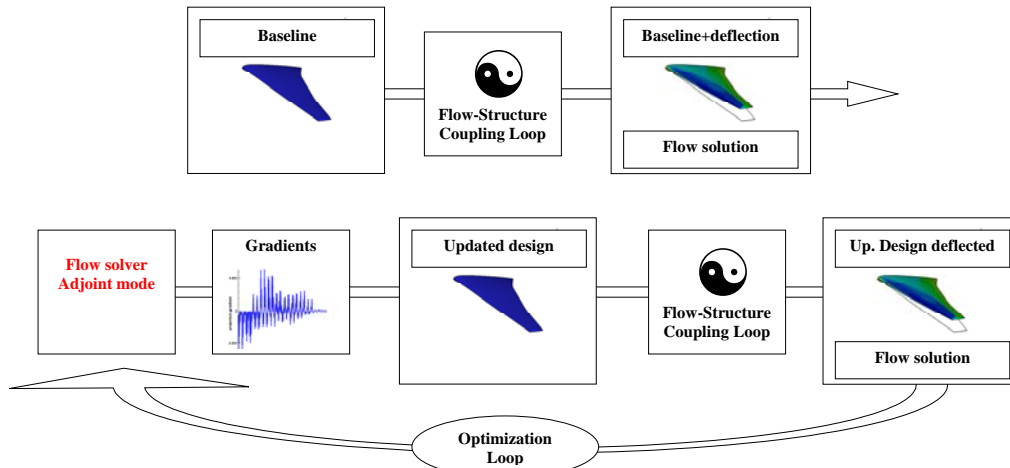 Baseline
Flow-Structure
Coupling Loop
Baseline+deflection
Flow solution
Flow solver
Adjoint mode
Gradients
Updated design
Flow-Structure
Coupling Loop
Up. Design deflected
Flow solution
Optimization
Loop